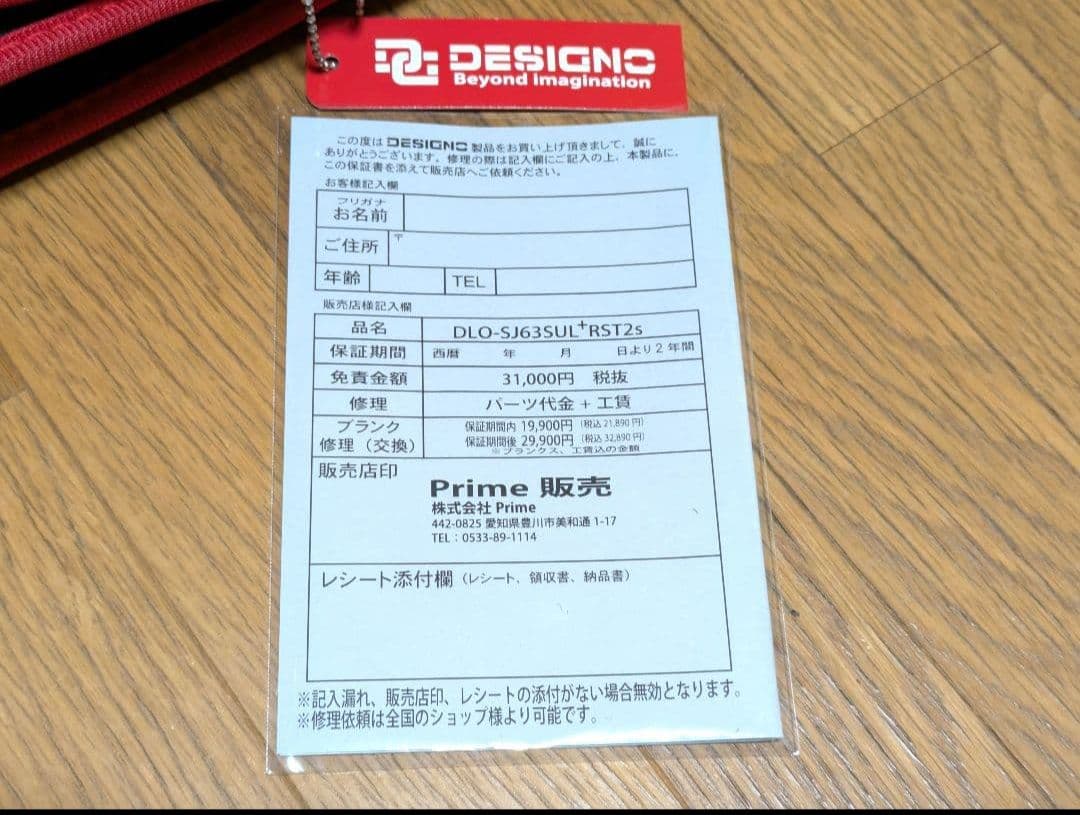 DESIGNO
Beyond imagination
この度は DESIGNO 製品をお買い上げ頂きまして、誠に
ありがとうございます。修理の際は記入欄にご記入の上、本製品に、
この保証書を添えて販売店へご依頼ください。
お客様記入欄
フリガナ
お名前
ご住所 〒
年齢 TEL
販売店様記入欄
品名 DLO-SJ63SUL+RST2s
保証期間 西暦 年 月 日より2年間
免責金額 31,000円 税抜
修理 パーツ代金 + 工賃
ブランク
修理（交換）
保証期間内 19,900円（税込 21,890 円）
保証期間後 29,900円（税込 32,890 円）
※ブランクス、工賃込の金額
販売店印
Prime 販売
株式会社 Prime
442-0825 愛知県豊川市美和通 1-17
TEL：0533-89-1114
レシート添付欄（レシート、領収書、納品書）
※記入漏れ、販売店印、レシートの添付がない場合無効となります。
※修理依頼は全国のショップ様より可能です。